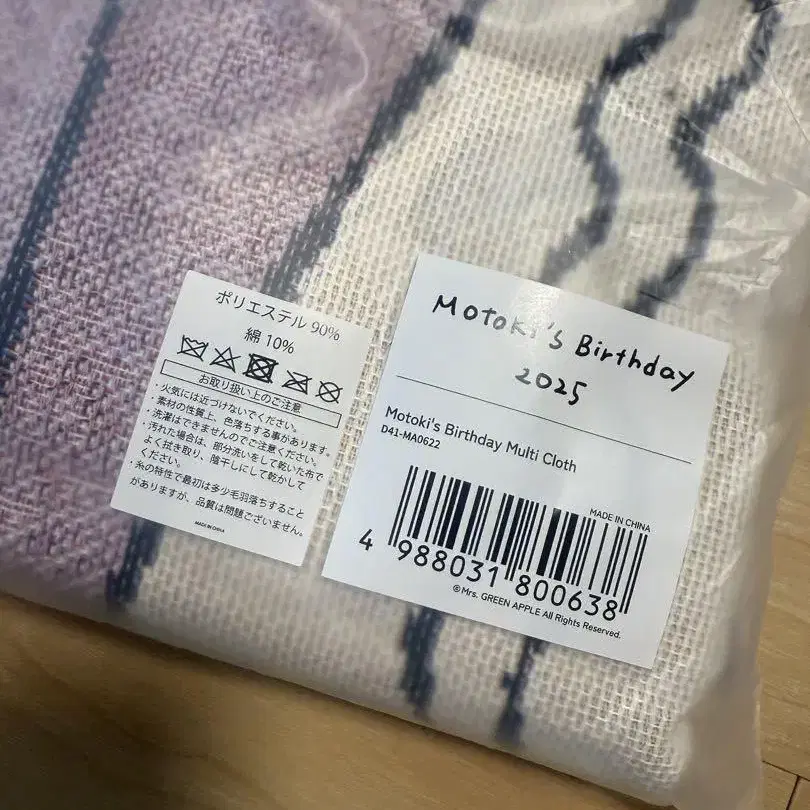 ポリエステル 90%
綿 10%
お取り扱い上のご注意
・火気には近づけないでください。
・素材の性質上、色落ちする事があります。
・洗濯はできませんのでご注意ください。
・汚れた場合は、部分洗いをして乾いた布で
よく拭き取り、陰干しにして乾かして
ください。
・糸の特性で最初は多少毛羽落ちすること
がありますが、品質は問題ございません。
MADE IN CHINA
Motoki's Birthday
2025
Motoki's Birthday Multi Cloth
D41-MA0622
MADE IN CHINA
4 988031 800638
©Mrs. GREEN APPLE All Rights Reserved.